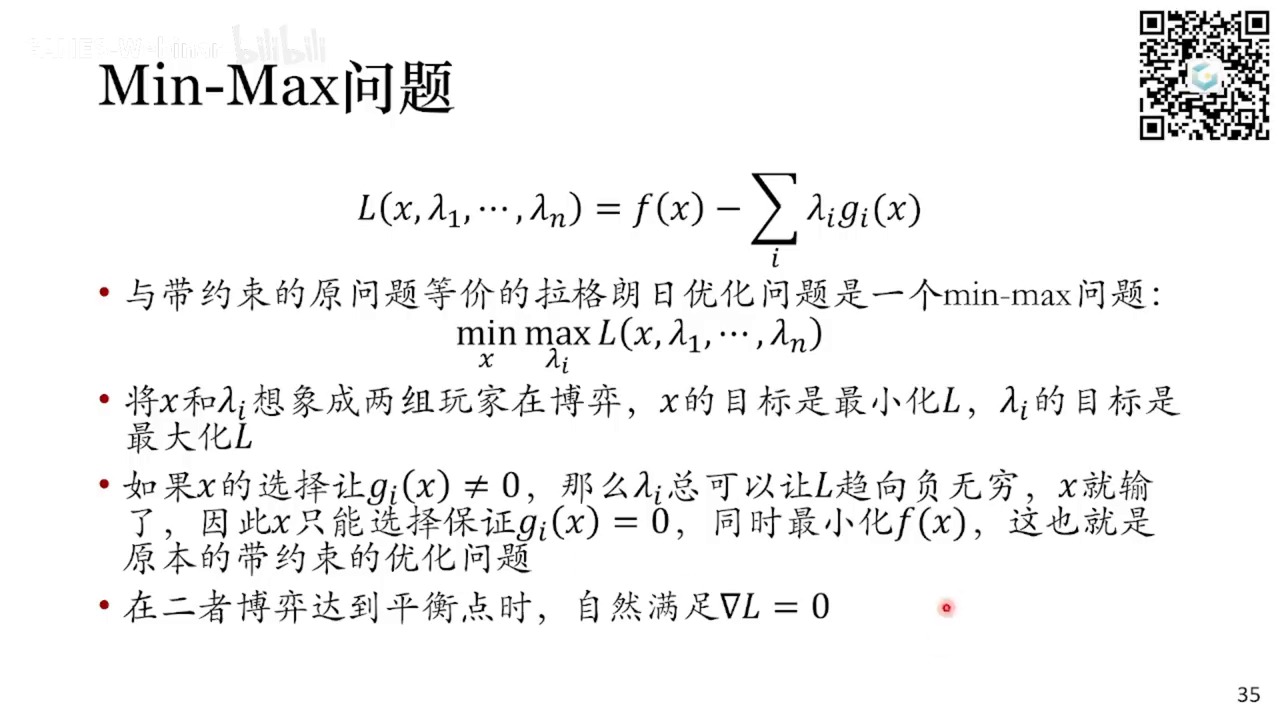 bilibili
Min-Max问题
L(x, λ₁, ⋯, λₙ) = f(x) − ∑ᵢ λᵢgᵢ(x)
• 与带约束的原问题等价的拉格朗日优化问题是一个min-max问题：
min max L(x, λ₁, ⋯, λₙ)
x λᵢ
• 将x和λᵢ想象成两组玩家在博弈，x的目标是最小化L，λᵢ的目标是
最大化L
• 如果x的选择让gᵢ(x) ≠ 0，那么λᵢ总可以让L趋向负无穷，x就输
了，因此x只能选择保证gᵢ(x) = 0，同时最小化f(x)，这也就是
原本的带约束的优化问题
• 在二者博弈达到平衡点时，自然满足∇L = 0
35